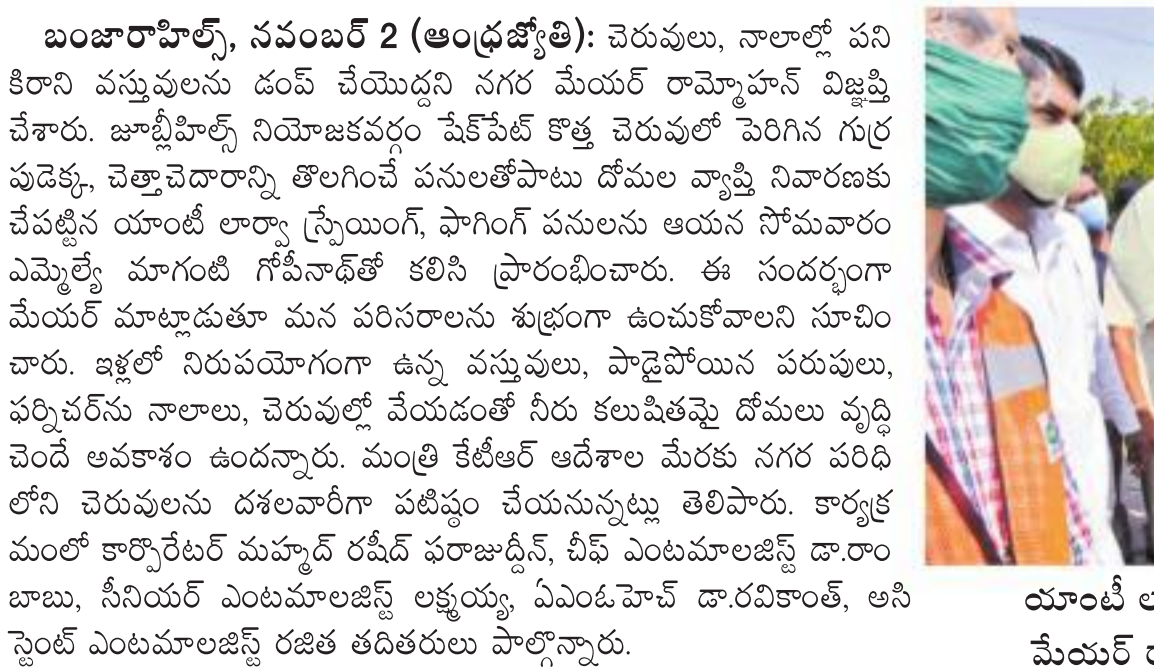 బంజారాహిల్స్, నవంబర్ 2 (ఆంధ్రజ్యోతి): చెరువులు, నాలాల్లో పని
కిరాని వస్తువులను డంప్ చేయొద్దని నగర మేయర్ రామ్మోహన్ విజ్ఞప్తి
చేశారు. జూబ్లీహిల్స్ నియోజకవర్గం షేక్‌పేట్ కొత్త చెరువులో పెరిగిన గుర్ర
పుడెక్క, చెత్తాచెదారాన్ని తొలగించే పనులతోపాటు దోమల వ్యాప్తి నివారణకు
చేపట్టిన యాంటీ లార్వా స్ప్రేయింగ్, ఫాగింగ్ పనులను ఆయన సోమవారం
ఎమ్మెల్యే మాగంటి గోపీనాథ్‌తో కలిసి ప్రారంభించారు. ఈ సందర్భంగా
మేయర్ మాట్లాడుతూ మన పరిసరాలను శుభ్రంగా ఉంచుకోవాలని సూచిం
చారు. ఇళ్లలో నిరుపయోగంగా ఉన్న వస్తువులు, పాడైపోయిన పరుపులు,
ఫర్నిచర్‌ను నాలాలు, చెరువుల్లో వేయడంతో నీరు కలుషితమై దోమలు వృద్ధి
చెందే అవకాశం ఉందన్నారు. మంత్రి కేటీఆర్ ఆదేశాల మేరకు నగర పరిధి
లోని చెరువులను దశలవారీగా పటిష్ఠం చేయనున్నట్లు తెలిపారు. కార్యక్ర
మంలో కార్పొరేటర్ మహ్మద్ రషీద్ ఫరాజుద్దీన్, చీఫ్ ఎంటమాలజిస్ట్ డా.రాం
బాబు, సీనియర్ ఎంటమాలజిస్ట్ లక్ష్మయ్య, ఏఎంఓహెచ్ డా.రవికాంత్, అసి
స్టెంట్ ఎంటమాలజిస్ట్ రజిత తదితరులు పాల్గొన్నారు.
యాంటీ
మేయర్